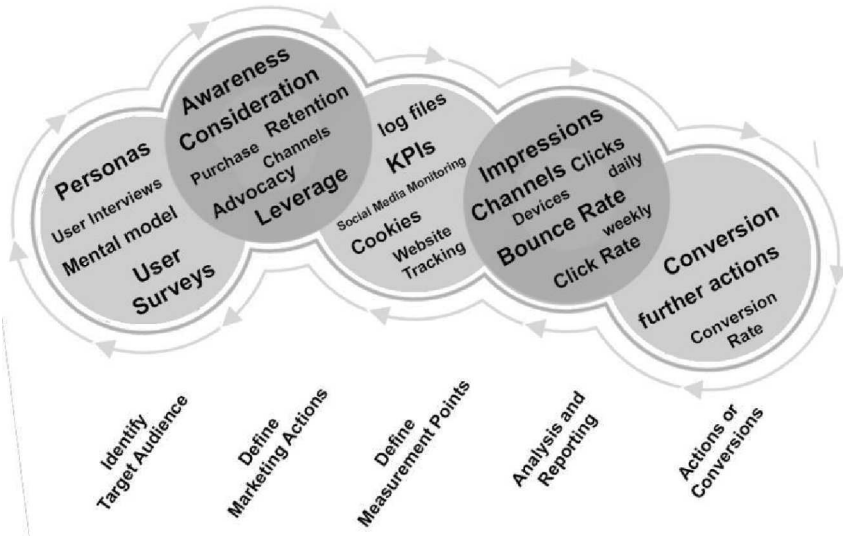 Personas
User Interviews
Mental model
User
Surveys
Awareness
Consideration
Purchase Retention
Channels
Advocacy
Leverage
log files
KPIs
Social Media Monitoring
Cookies
Website
Tracking
Impressions
Channels Clicks
Devices daily
Bounce Rate
weekly
Click Rate
Conversion
further actions
Conversion
Rate
Identify
Target Audience
Define
Marketing Actions
Define
Measurement Points
Analysis and
Reporting
Actions or
Conversions